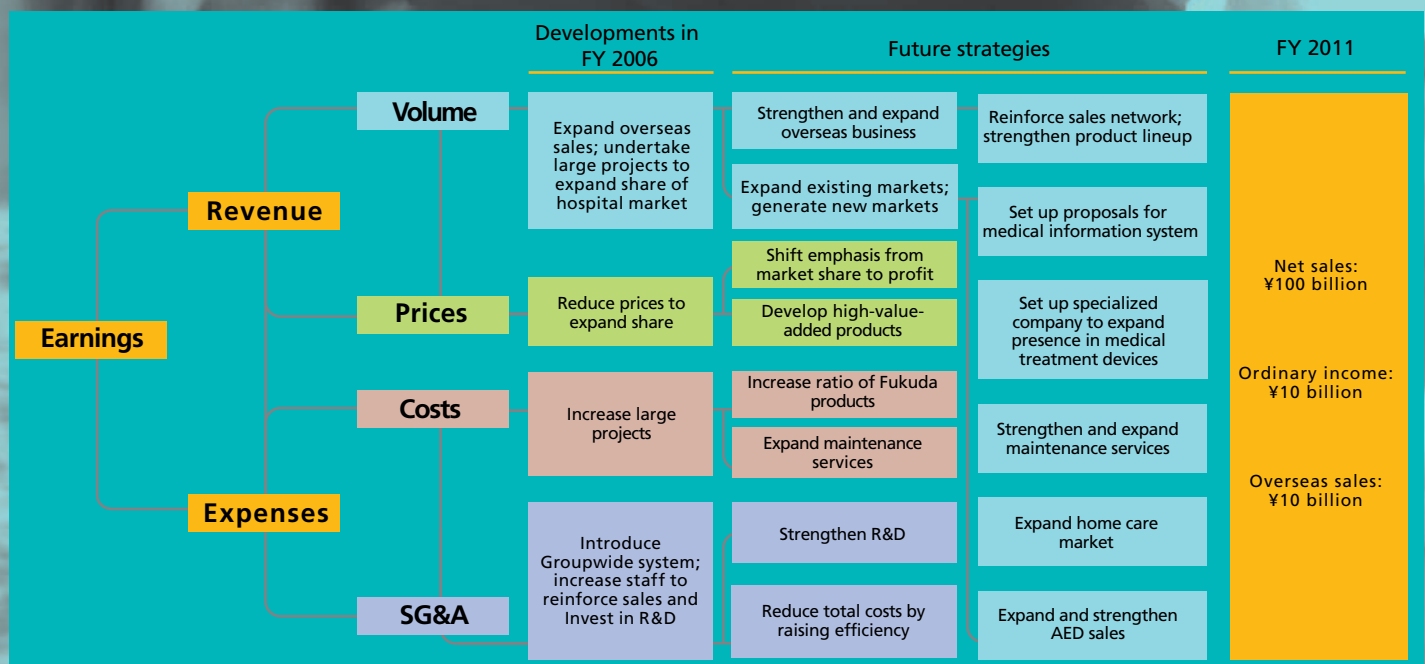 Developments in
FY 2006
Future strategies
FY 2011
Earnings
Revenue
Expenses
Volume
Prices
Costs
SG&A
Expand overseas
sales; undertake
large projects to
expand share of
hospital market
Reduce prices to
expand share
Increase large
projects
Introduce
Groupwide system;
increase staff to
reinforce sales and
Invest in R&D
Strengthen and expand
overseas business
Expand existing markets;
generate new markets
Shift emphasis from
market share to profit
Develop high-value-
added products
Increase ratio of Fukuda
products
Expand maintenance
services
Strengthen R&D
Reduce total costs by
raising efficiency
Reinforce sales network;
strengthen product lineup
Set up proposals for
medical information system
Set up specialized
company to expand
presence in medical
treatment devices
Strengthen and expand
maintenance services
Expand home care
market
Expand and strengthen
AED sales
Net sales:
¥100 billion
Ordinary income:
¥10 billion
Overseas sales:
¥10 billion